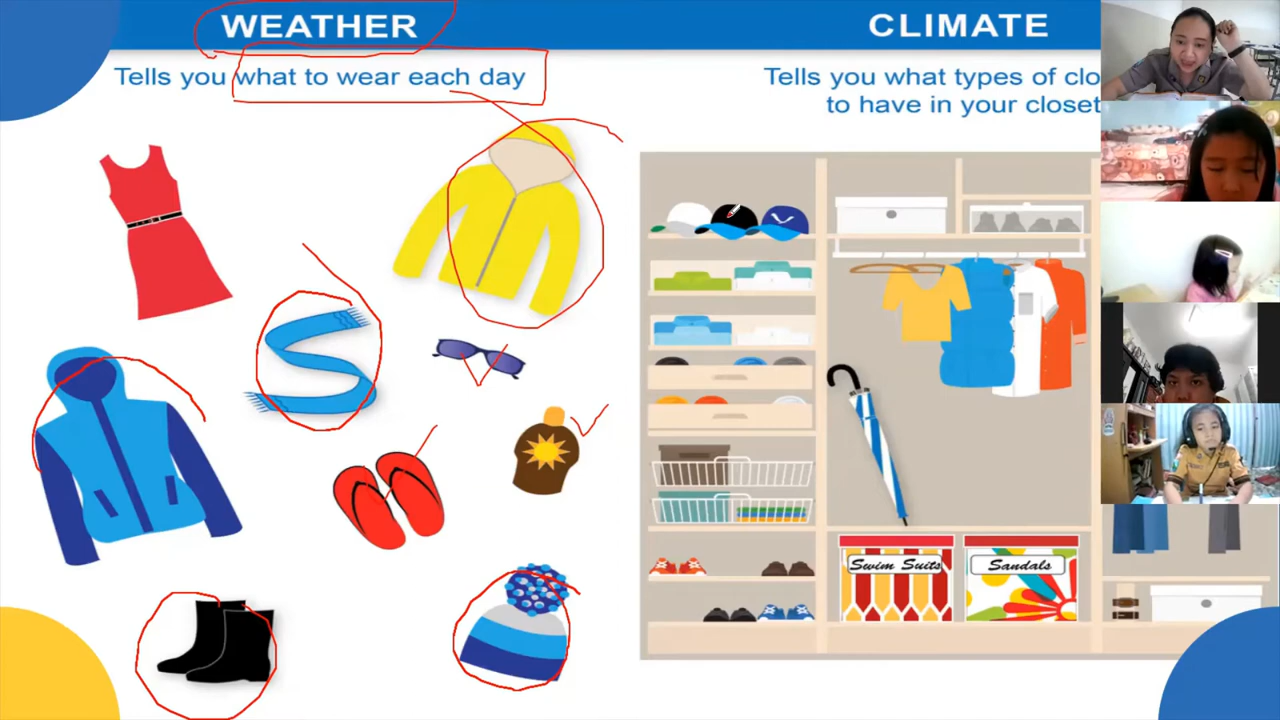 WEATHER
Tells you what to wear each day
CLIMATE
Tells you what types of clo
to have in your closet
Swim Suits
Sandals